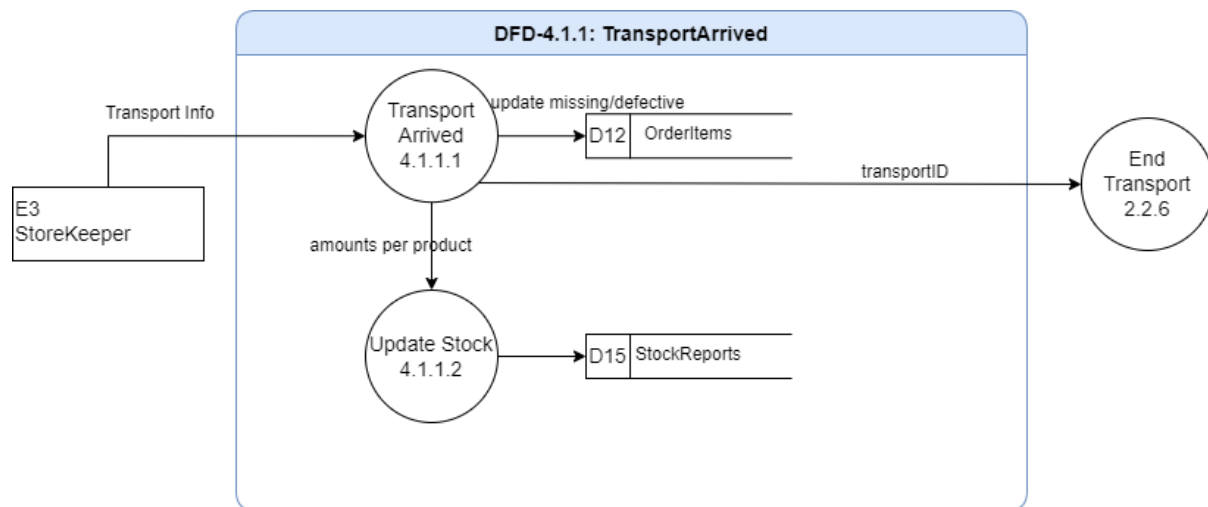 DFD-4.1.1: TransportArrived
Transport Info
Transport
Arrived
4.1.1.1
update missing/defective
D12
OrderItems
transportID
End
Transport
2.2.6
E3
StoreKeeper
amounts per product
Update Stock
4.1.1.2
D15
StockReports